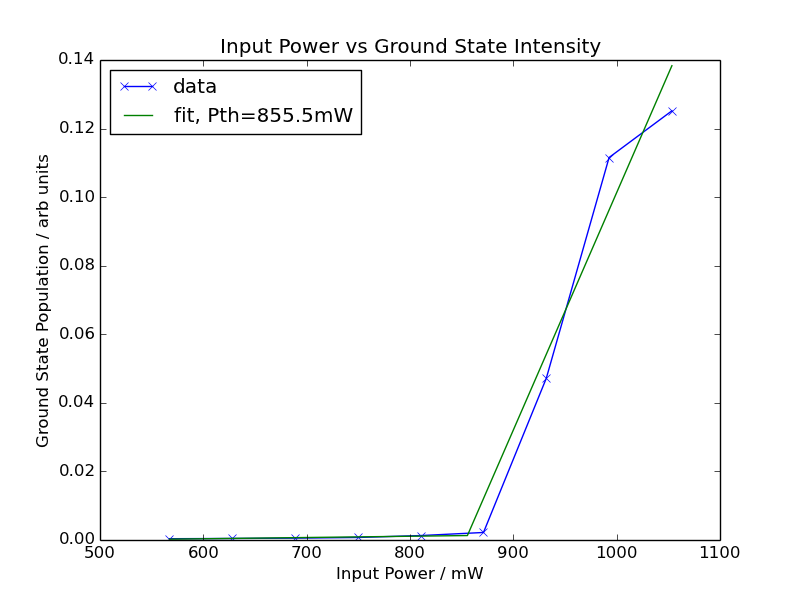 Input Power vs Ground State Intensity
data
fit, Pth=855.5mW
0.14
0.12
0.10
0.08
0.06
0.04
0.02
0.00
Ground State Population / arb units
500 600 700 800 900 1000 1100
Input Power / mW